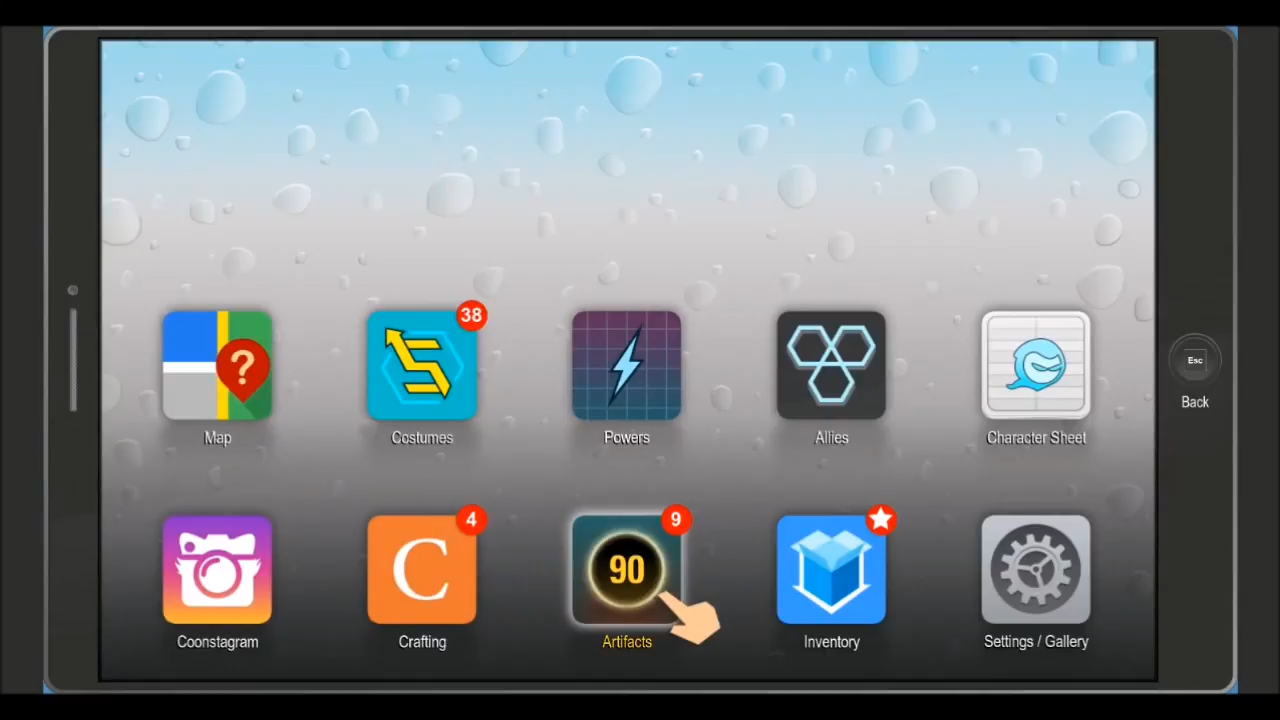 38
?
Esc
Back
Map
Costumes
Powers
Allies
Character Sheet
4
9
C
90
Coonstagram
Crafting
Artifacts
Inventory
Settings / Gallery